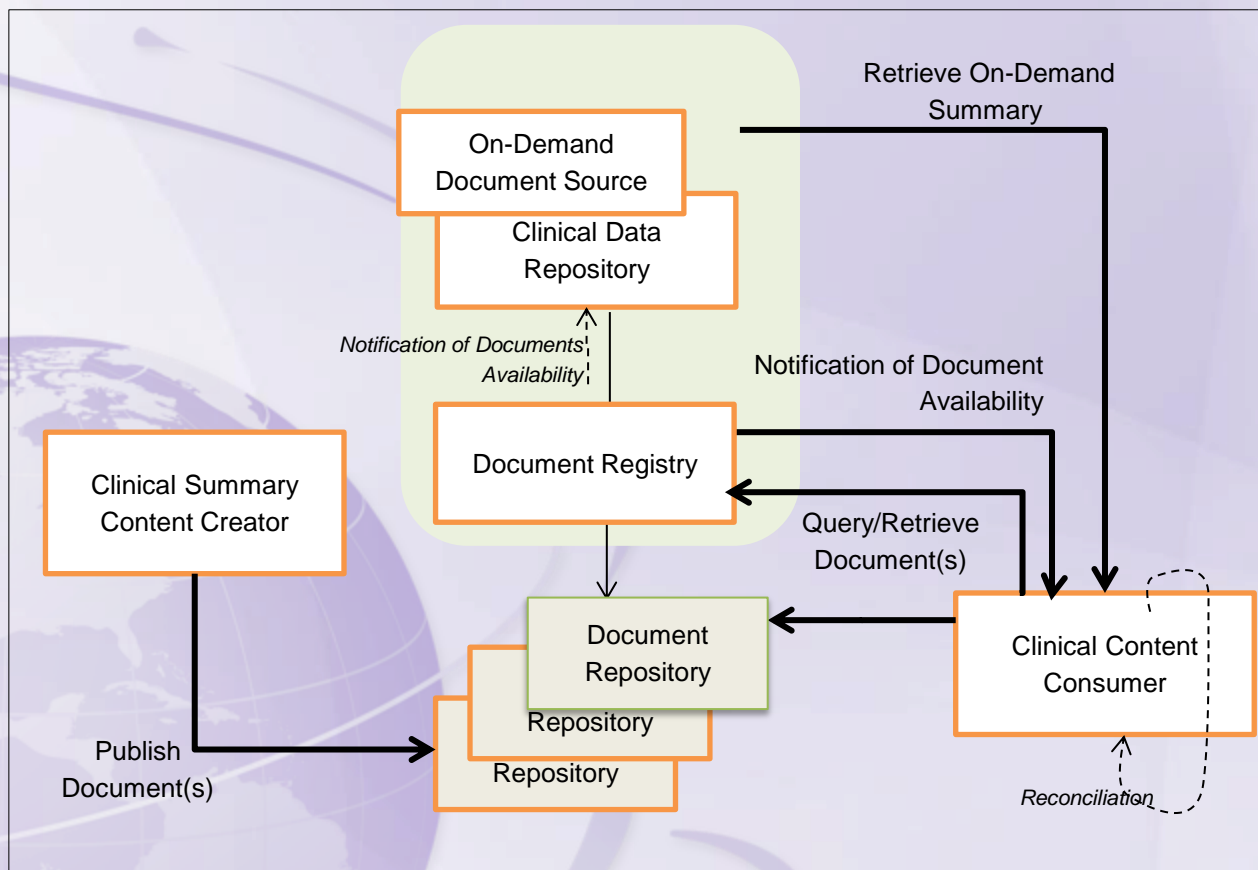 Retrieve On-Demand
Summary
On-Demand
Document Source
Clinical Data
Repository
Notification of Documents
Availability
Notification of Document
Availability
Document Registry
Clinical Summary
Content Creator
Query/Retrieve
Document(s)
Document
Repository
Clinical Content
Consumer
Repository
Publish
Document(s)
Repository
Reconciliation